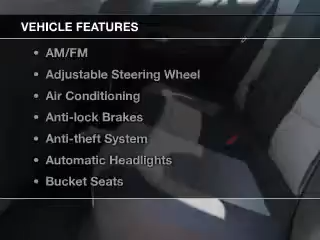 VEHICLE FEATURES
• AM/FM
• Adjustable Steering Wheel
• Air Conditioning
• Anti-lock Brakes
• Anti-theft System
• Automatic Headlights
• Bucket Seats